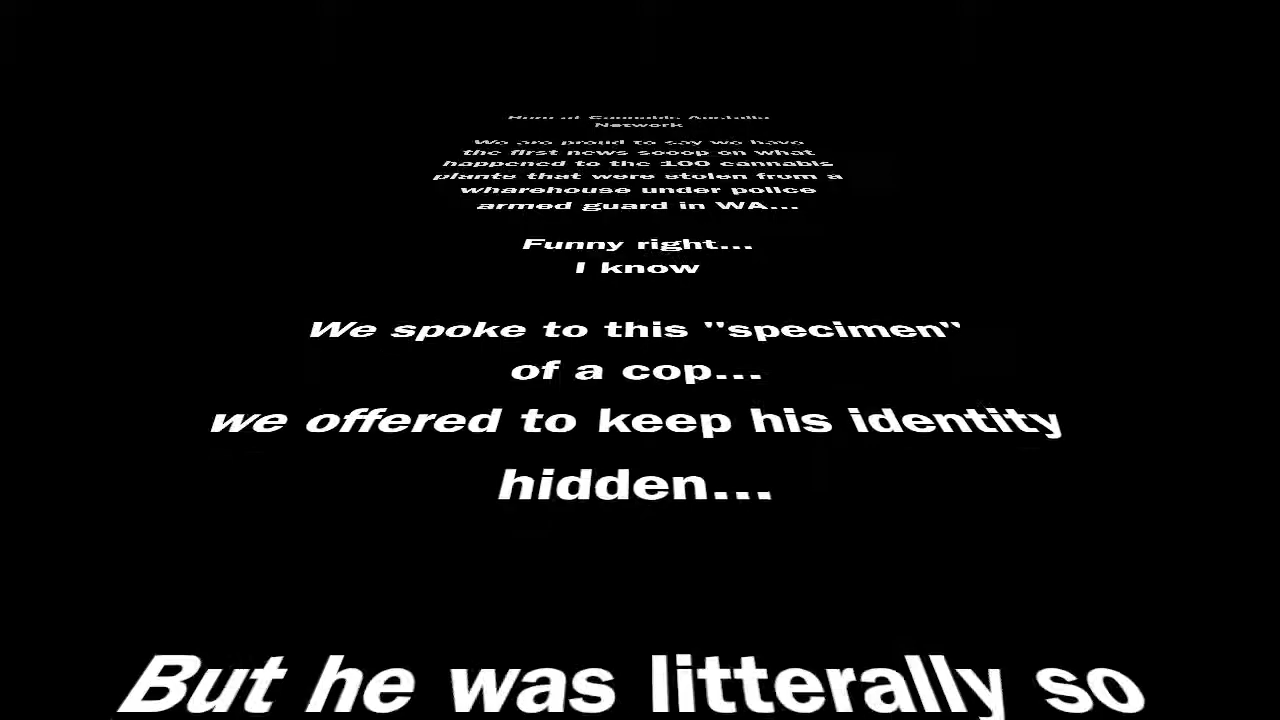 Network
We are proud to say we have
the first news sooop on what
happened to the 100 cannabis
plants that were stolen from a
wharehouse under police
armed guard in WA...
Funny right...
I know
We spoke to this "specimen"
of a cop...
we offered to keep his identity
hidden...
But he was litterally so